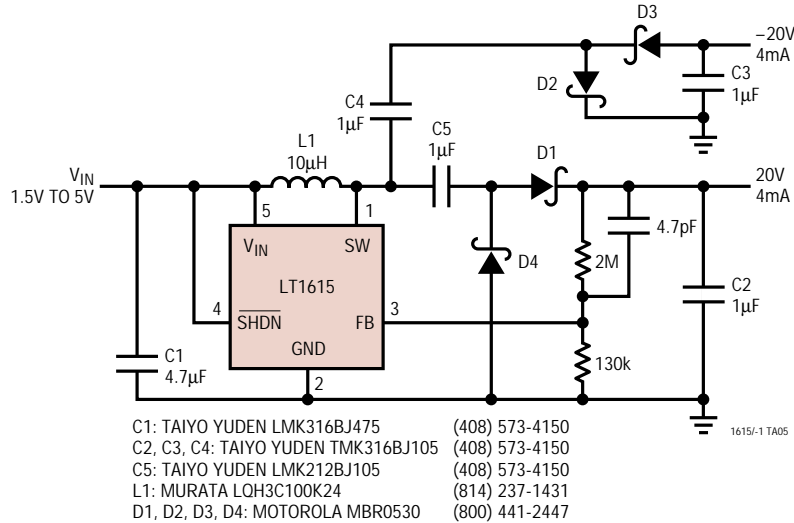 D3
–20V
4mA
D2
C3
1µF
C4
1µF
L1
10µH
C5
1µF
D1
VIN
1.5V TO 5V
20V
4mA
5
1
VIN
SW
4.7pF
D4
2M
LT1615
C2
1µF
4
SHDN
FB
3
GND
C1
4.7µF
2
130k
C1: TAIYO YUDEN LMK316BJ475 (408) 573-4150
C2, C3, C4: TAIYO YUDEN TMK316BJ105 (408) 573-4150
C5: TAIYO YUDEN LMK212BJ105 (408) 573-4150
L1: MURATA LQH3C100K24 (814) 237-1431
D1, D2, D3, D4: MOTOROLA MBR0530 (800) 441-2447
1615/-1 TA05